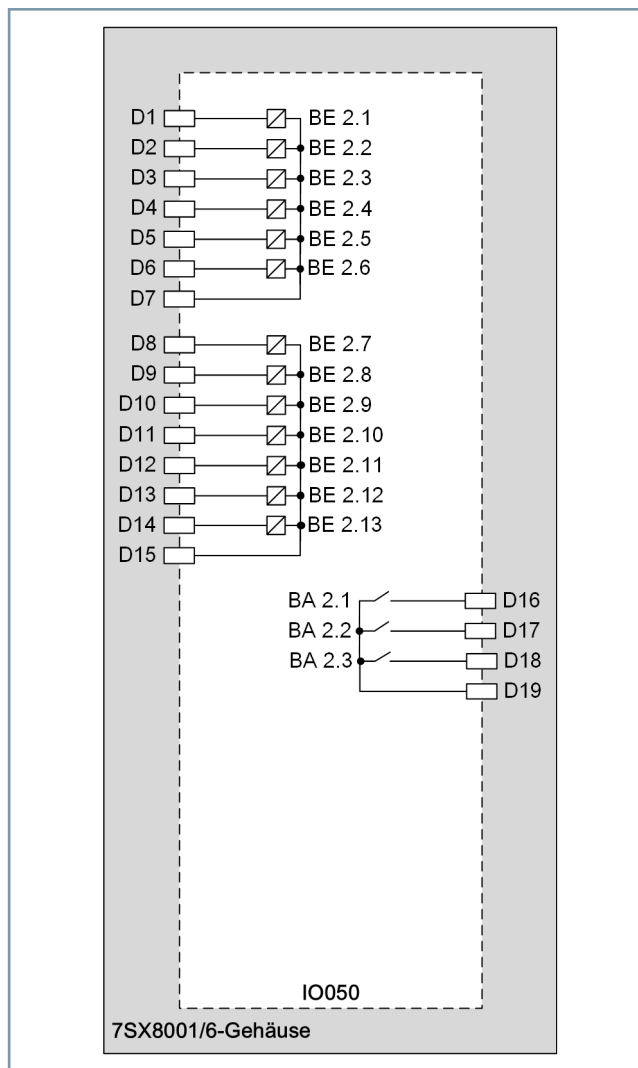 D1 BE 2.1
D2 BE 2.2
D3 BE 2.3
D4 BE 2.4
D5 BE 2.5
D6 BE 2.6
D7
D8 BE 2.7
D9 BE 2.8
D10 BE 2.9
D11 BE 2.10
D12 BE 2.11
D13 BE 2.12
D14 BE 2.13
D15
BA 2.1 D16
BA 2.2 D17
BA 2.3 D18
D19
IO050
7SX8001/6-Gehäuse